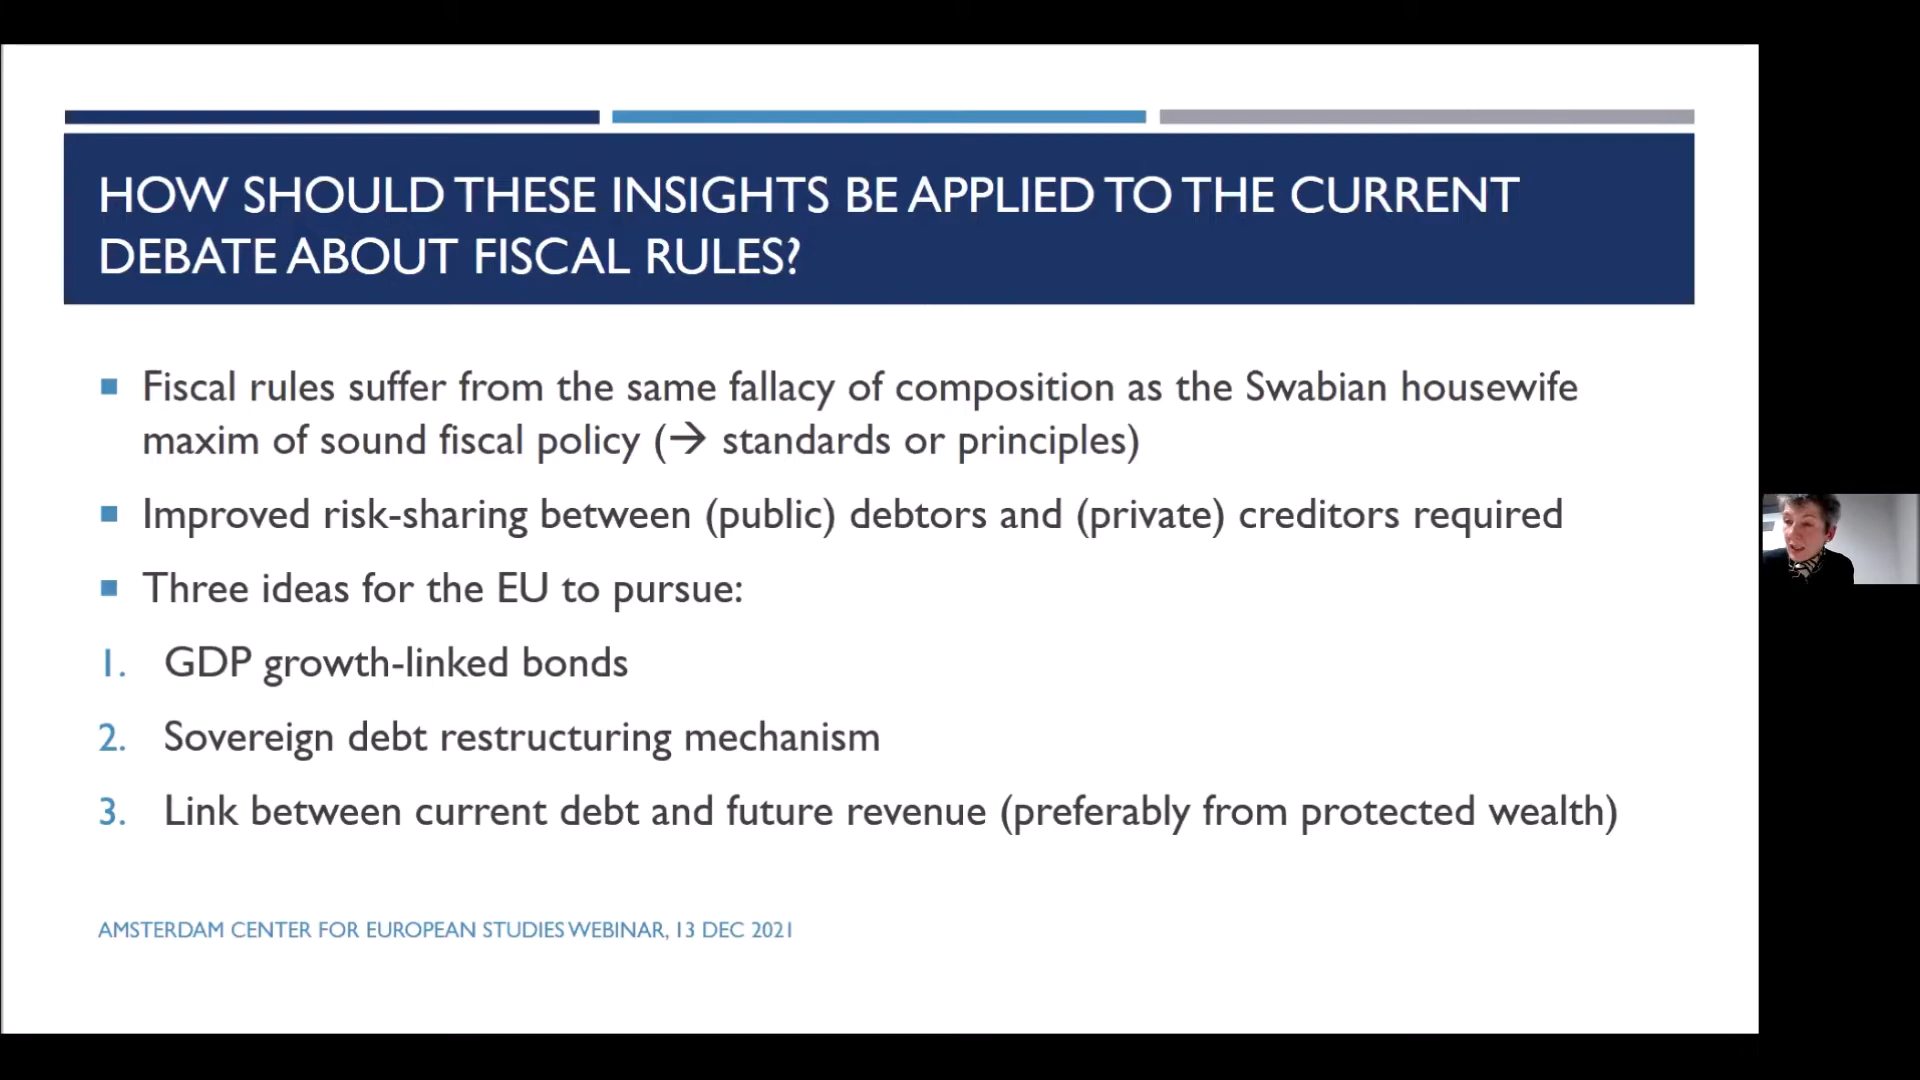 HOW SHOULD THESE INSIGHTS BE APPLIED TO THE CURRENT
DEBATE ABOUT FISCAL RULES?
Fiscal rules suffer from the same fallacy of composition as the Swabian housewife
maxim of sound fiscal policy (→ standards or principles)
Improved risk-sharing between (public) debtors and (private) creditors required
Three ideas for the EU to pursue:
1. GDP growth-linked bonds
2. Sovereign debt restructuring mechanism
3. Link between current debt and future revenue (preferably from protected wealth)
AMSTERDAM CENTER FOR EUROPEAN STUDIES WEBINAR, 13 DEC 2021